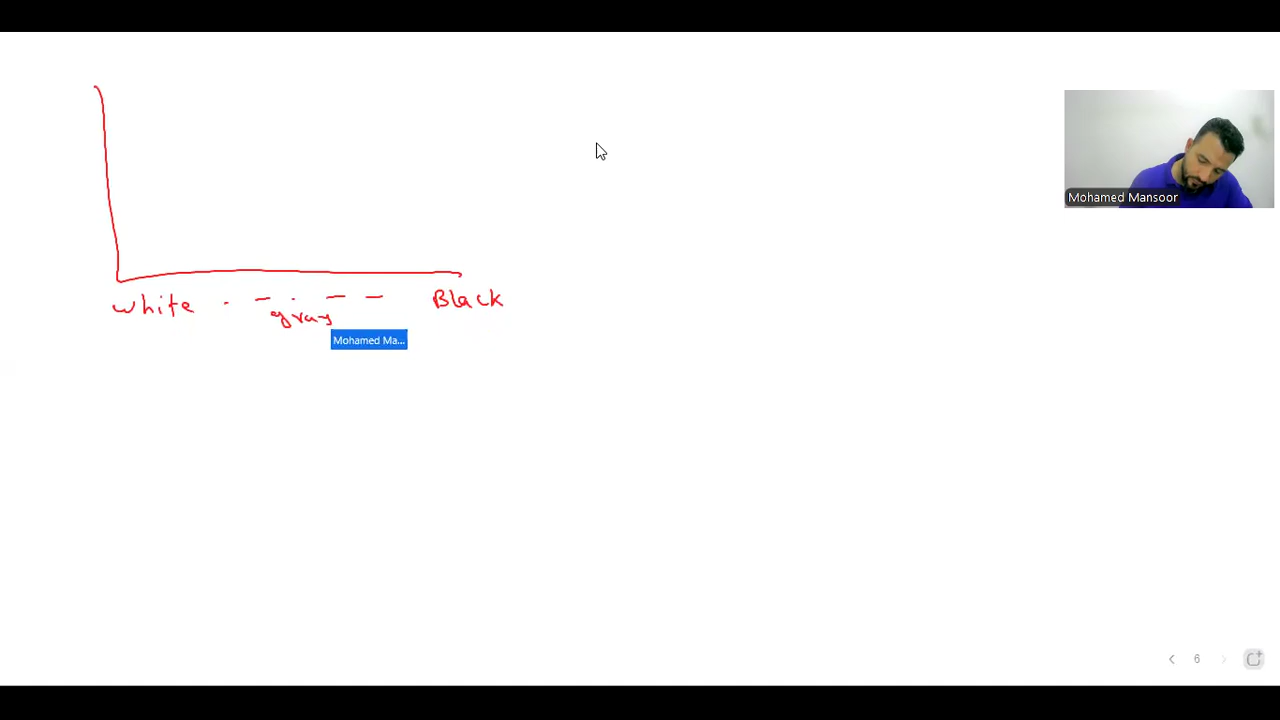 Mohamed Mansoor
White . – . – – Black
gray
Mohamed Ma...
6